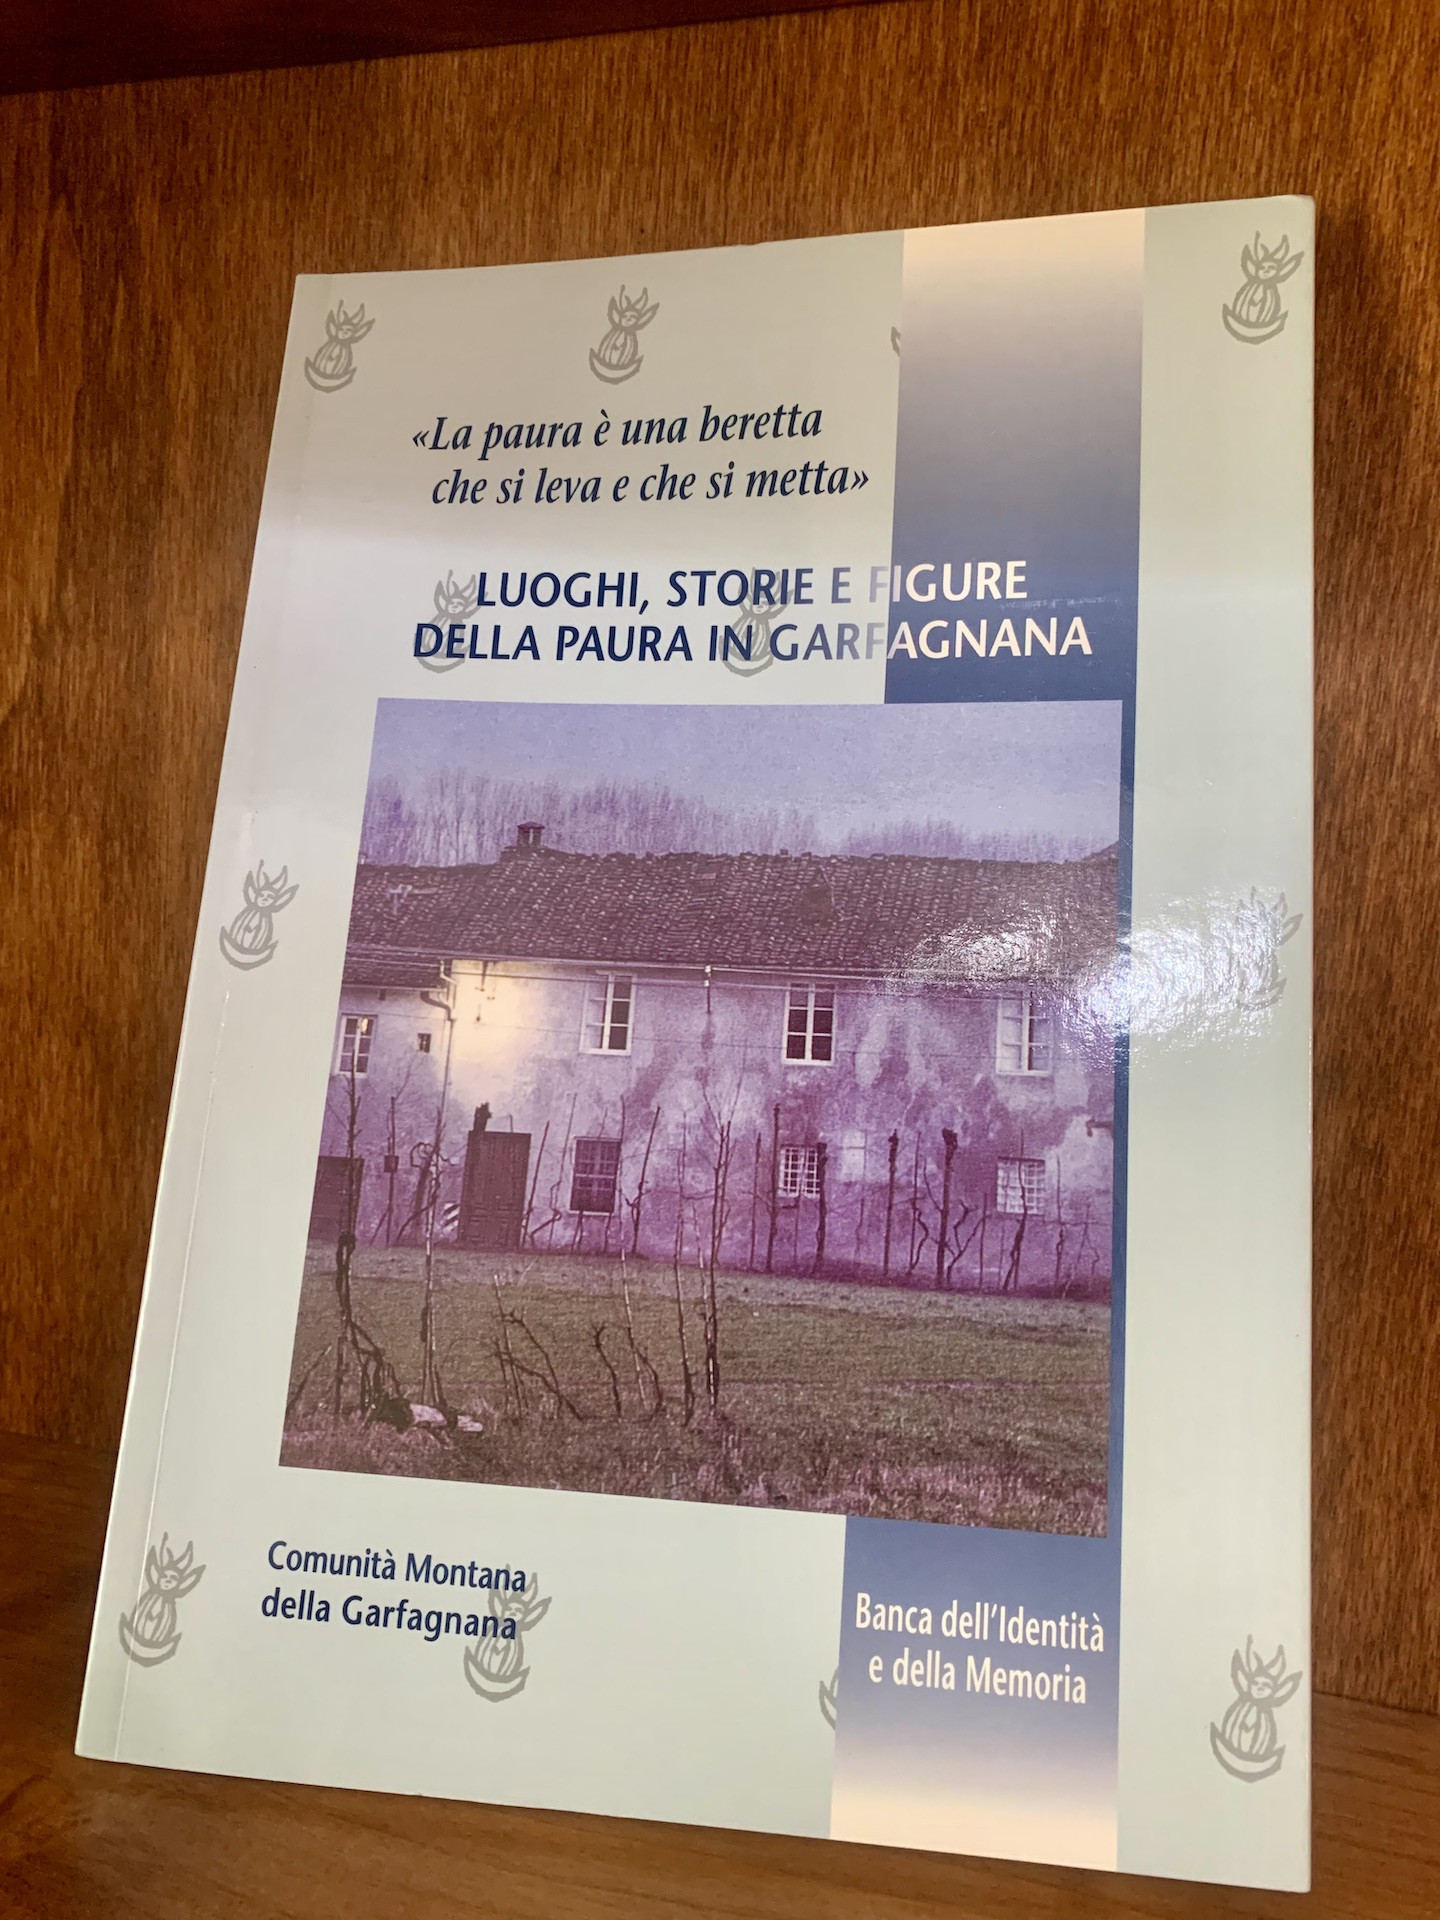 «La paura è una beretta
che si leva e che si metta»
LUOGHI, STORIE E FIGURE
DELLA PAURA IN GARFAGNANA
Comunità Montana
della Garfagnana
Banca dell'Identità
e della Memoria